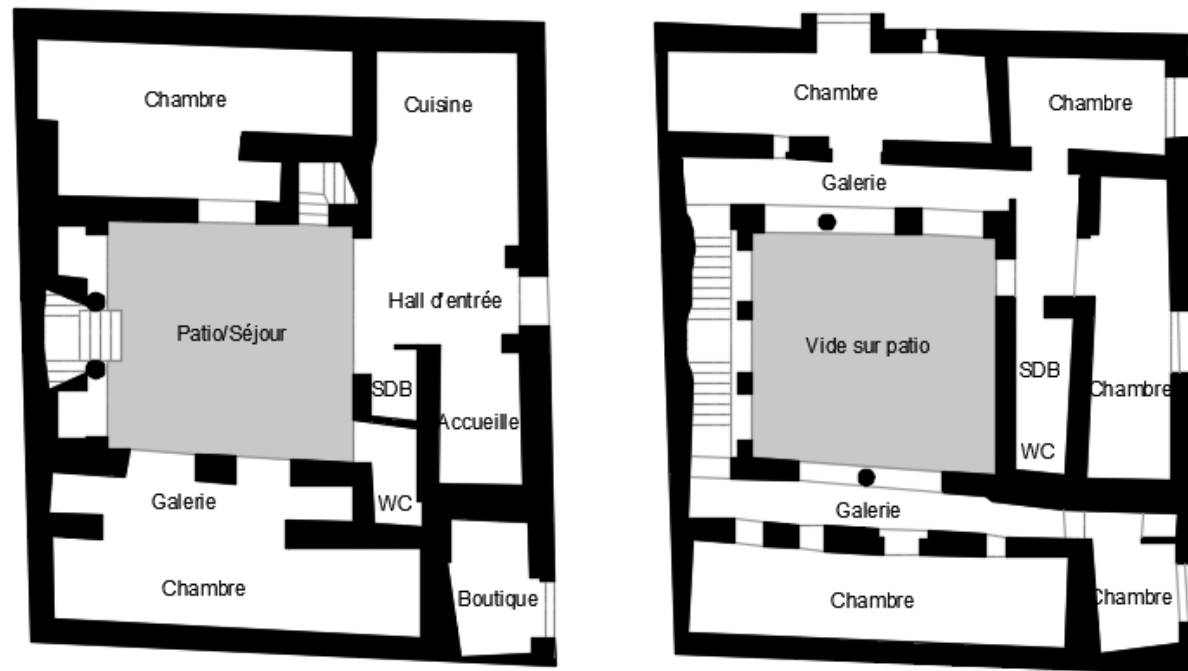 Chambre
Cuisine
Hall d'entrée
Patio/Séjour
SDB
Accueille
Galerie
WC
Chambre
Boutique
Chambre
Chambre
Galerie
Vide sur patio
SDB
Chambre
WC
Galerie
Chambre
Chambre